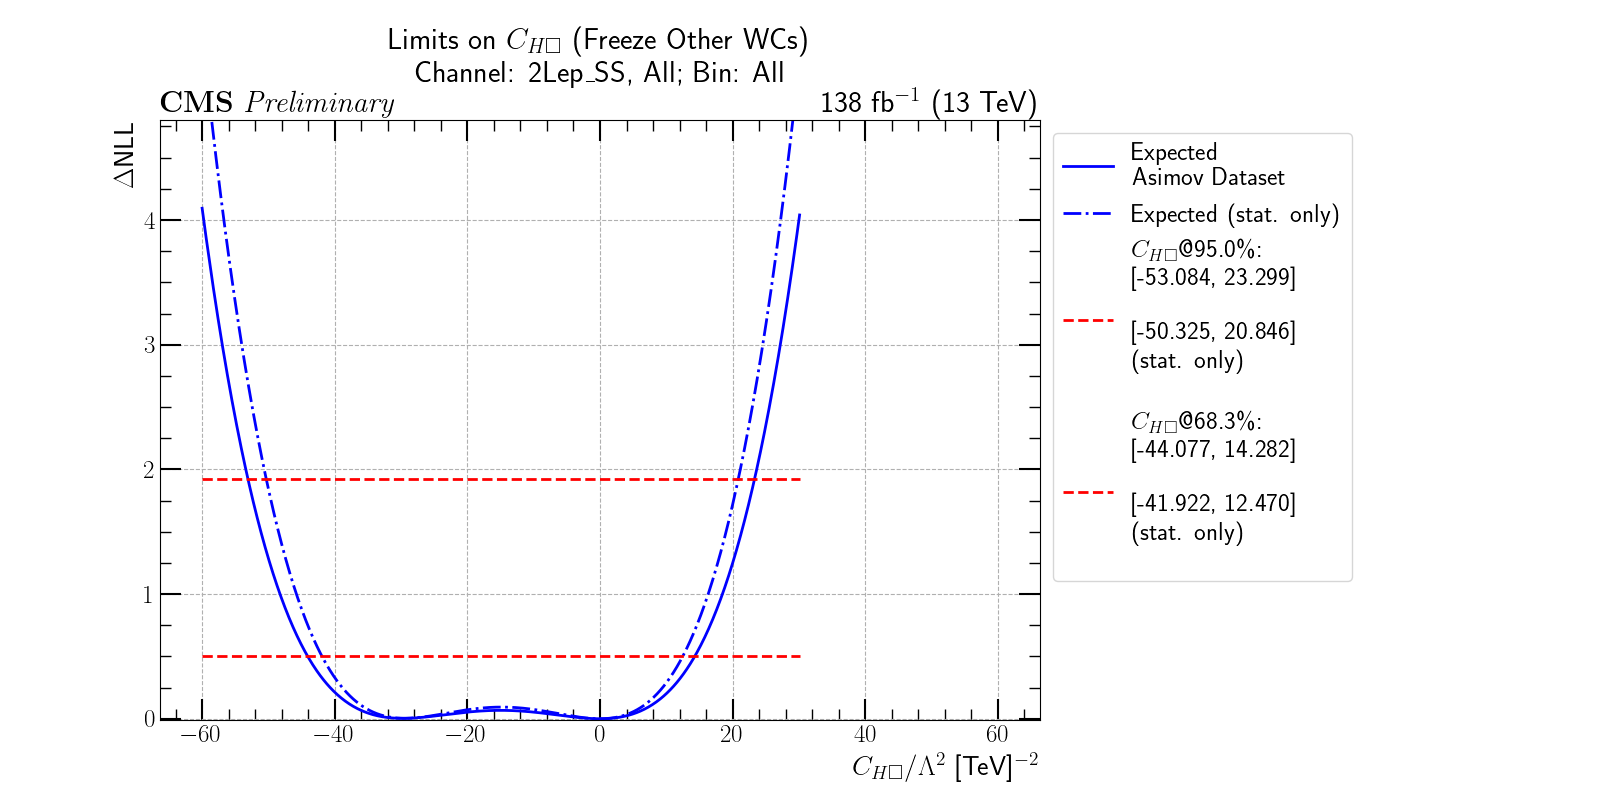 Limits on C_{H□} (Freeze Other WCs)
Channel: 2Lep_SS, All; Bin: All
CMS Preliminary
138 fb⁻¹ (13 TeV)
ΔNLL
4
3
2
1
0
−60
−40
−20
0
20
40
60
C_{H□}/Λ² [TeV]⁻²
Expected
Asimov Dataset
Expected (stat. only)
C_{H□}@95.0%:
[-53.084, 23.299]
[-50.325, 20.846]
(stat. only)
C_{H□}@68.3%:
[-44.077, 14.282]
[-41.922, 12.470]
(stat. only)